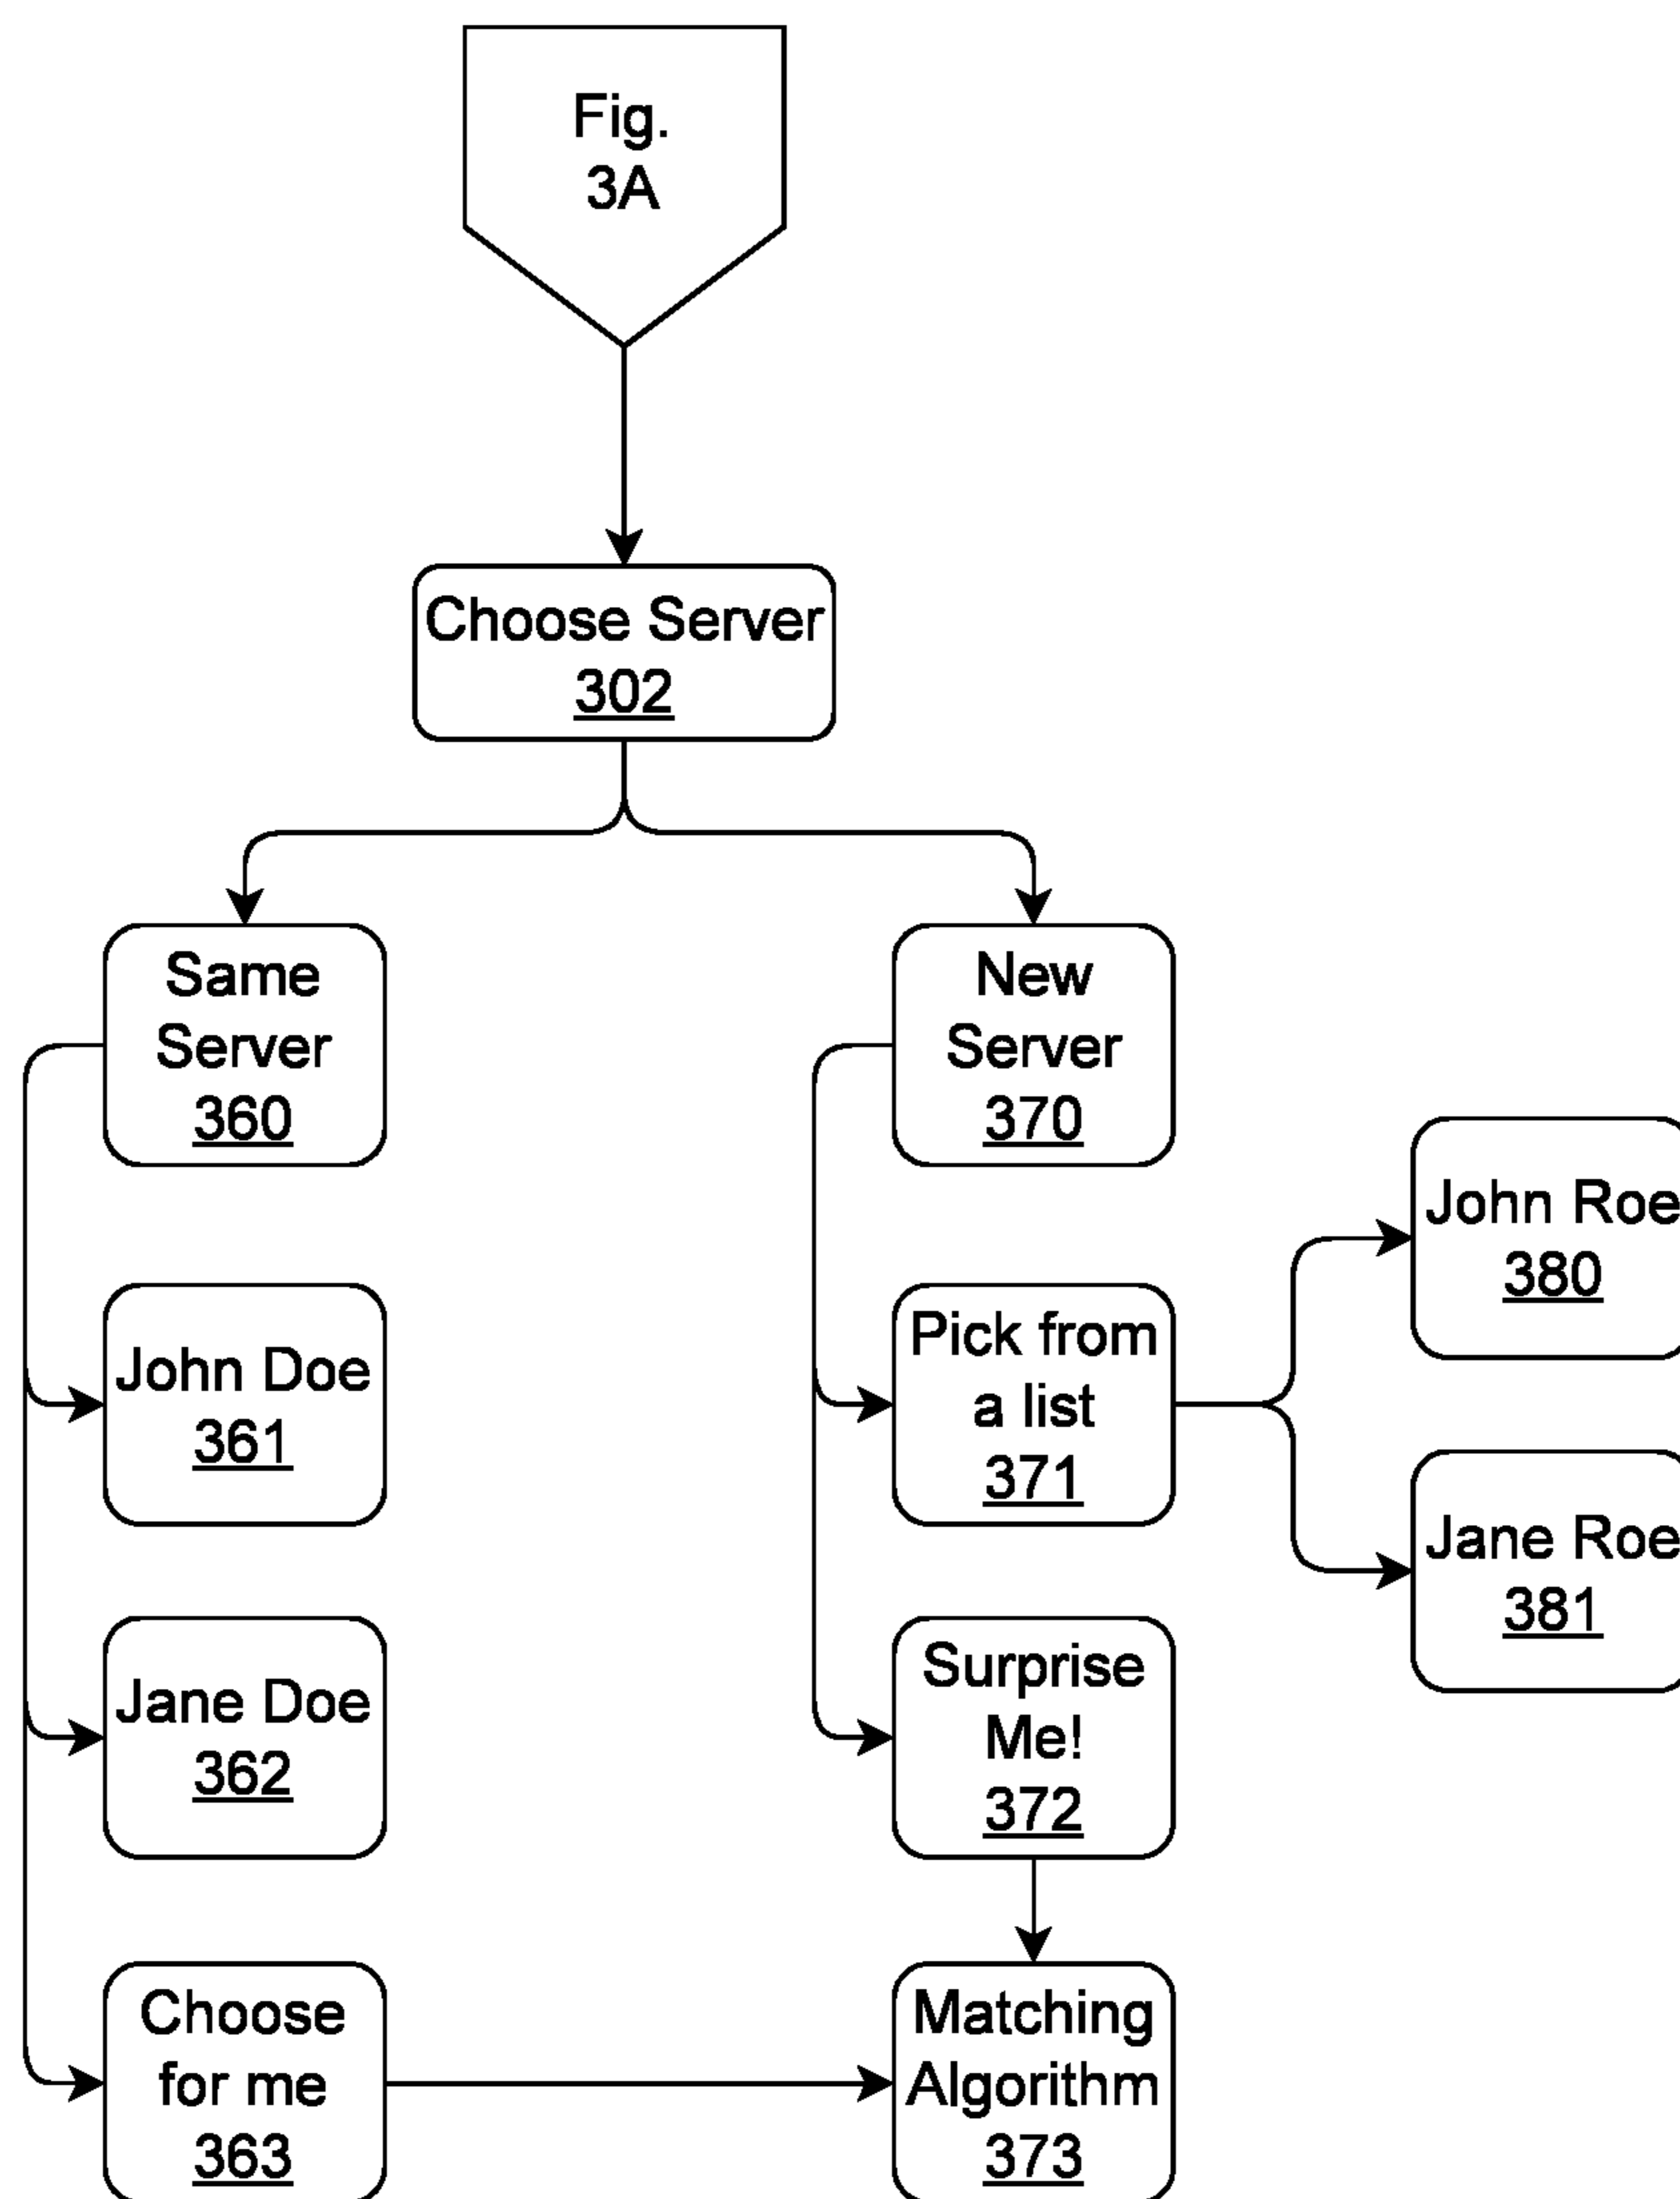 Fig.
3A
Choose Server
302
Same
Server
360
New
Server
370
John Doe
361
Jane Doe
362
Choose
for me
363
Pick from
a list
371
Surprise
Me!
372
Matching
Algorithm
373
John Roe
380
Jane Roe
381